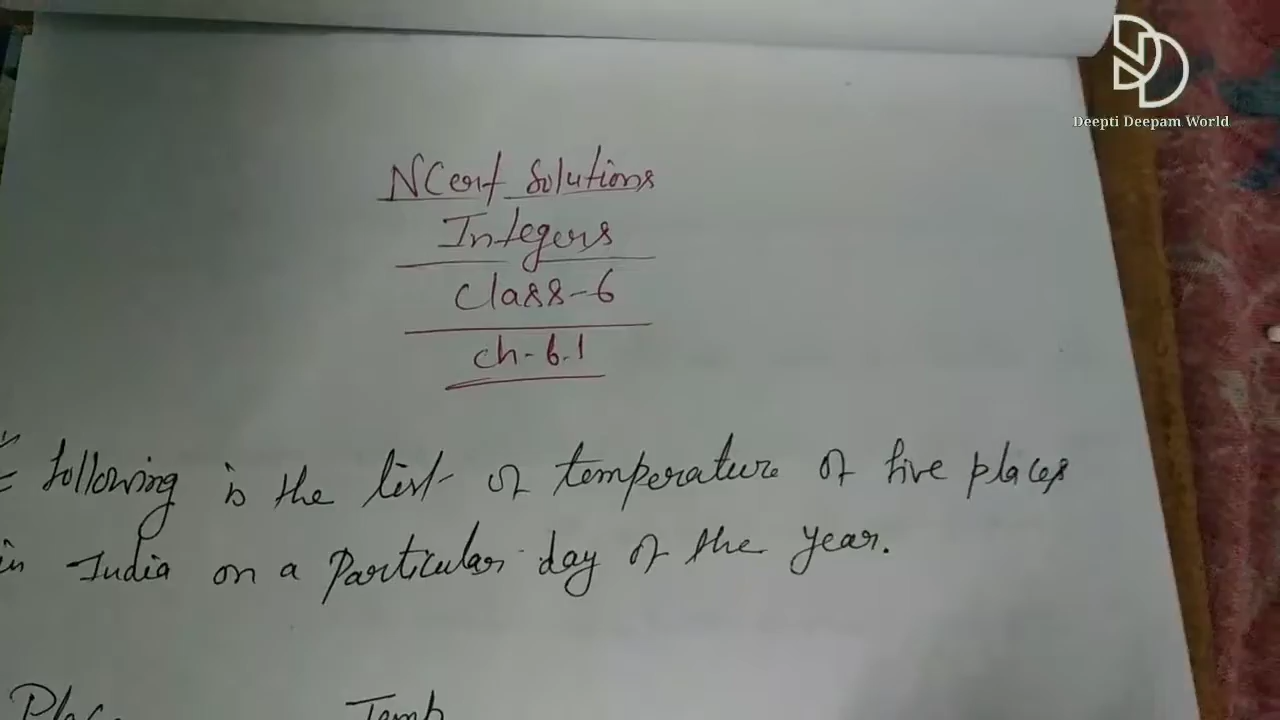 Deepti Deepam World
NCert Solutions
Integers
Class-6
Ch-6.1
following is the list of temperature of five places
in India on a Particular day of the year.
Place
Temp